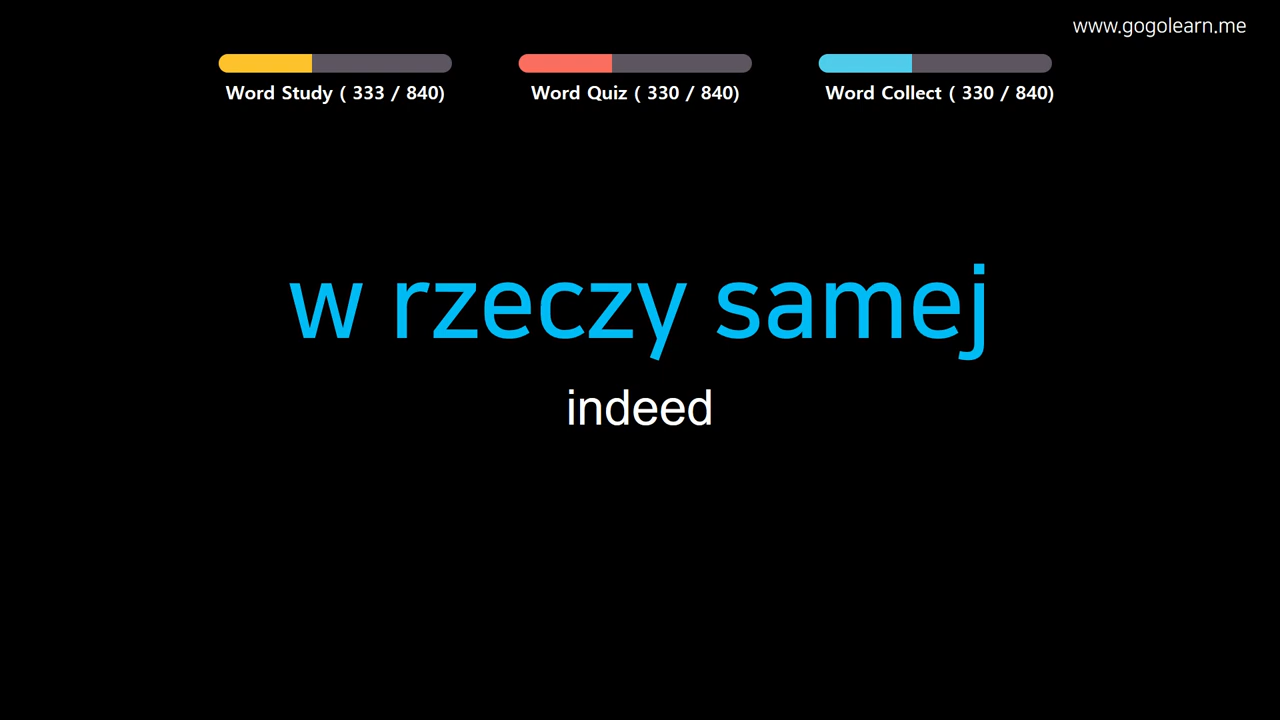 www.gogolearn.me
Word Study ( 333 / 840)
Word Quiz ( 330 / 840)
Word Collect ( 330 / 840)
w rzeczy samej
indeed